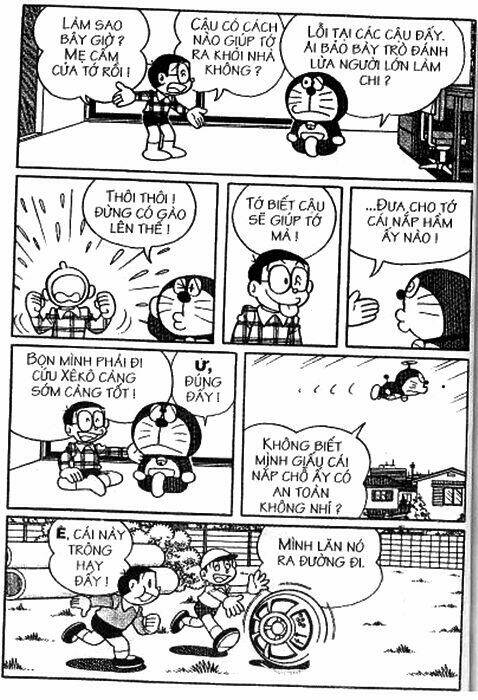 LÀM SAO
BÂY GIỜ ?
MẸ CẤM
CỬA TỚ RỒI !
CẬU CÓ CÁCH
NÀO GIÚP TỚ
RA KHỎI NHÀ
KHÔNG ?
LỖI TẠI CÁC CẬU ĐẤY.
AI BẢO BÀY TRÒ ĐÁNH
LỪA NGƯỜI LỚN LÀM
CHI ?
THÔI THÔI !
ĐỪNG CÓ GÀO
LÊN THẾ !
TỚ BIẾT CẬU
SẼ GIÚP TỚ
MÀ !
...ĐƯA CHO TỚ
CÁI NẮP HẦM
ẤY NÀO !
BỌN MÌNH PHẢI ĐI
CỨU XÊKÔ CÀNG
SỚM CÀNG TỐT !
Ừ,
ĐÚNG
ĐẤY !
KHÔNG BIẾT
MÌNH GIẤU CÁI
NẮP CHỖ ẤY CÓ
AN TOÀN
KHÔNG NHỈ ?
Ê, CÁI NÀY
TRÔNG
HAY
ĐẤY !
MÌNH LĂN NÓ
RA ĐƯỜNG ĐI.